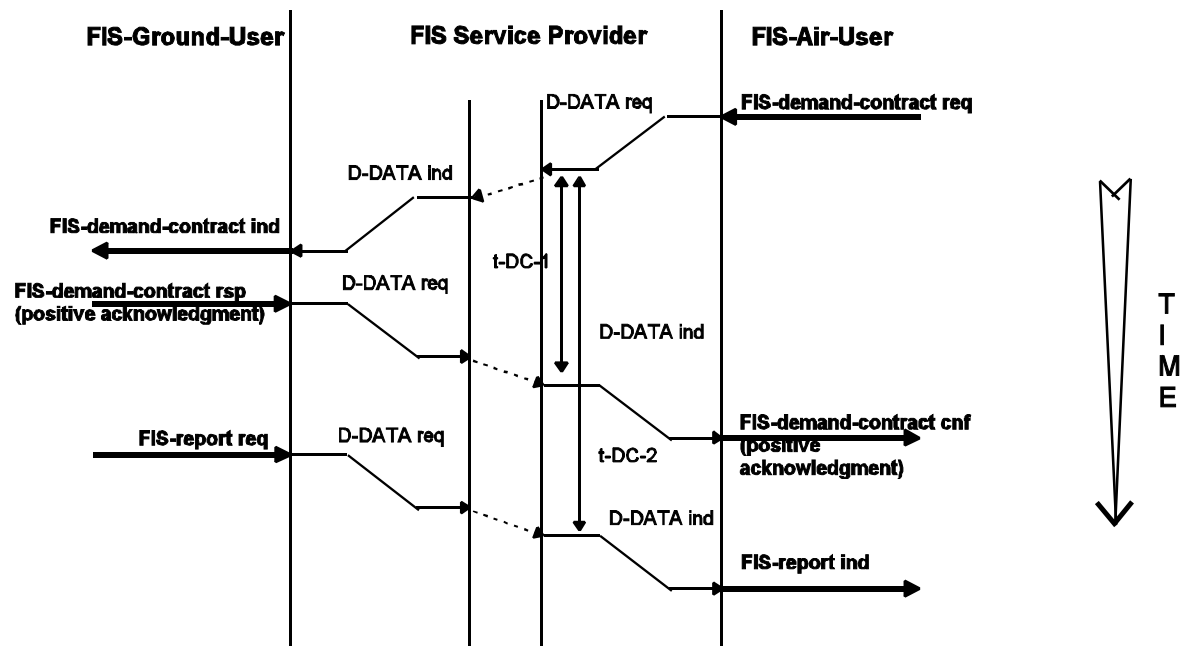 FIS-Ground-User
FIS Service Provider
FIS-Air-User
D-DATA req
FIS-demand-contract req
D-DATA ind
FIS-demand-contract ind
t-DC-1
FIS-demand-contract rsp
(positive acknowledgment)
D-DATA req
D-DATA ind
T
I
M
E
FIS-demand-contract cnf
(positive
acknowledgment)
FIS-report req
D-DATA req
t-DC-2
D-DATA ind
FIS-report ind